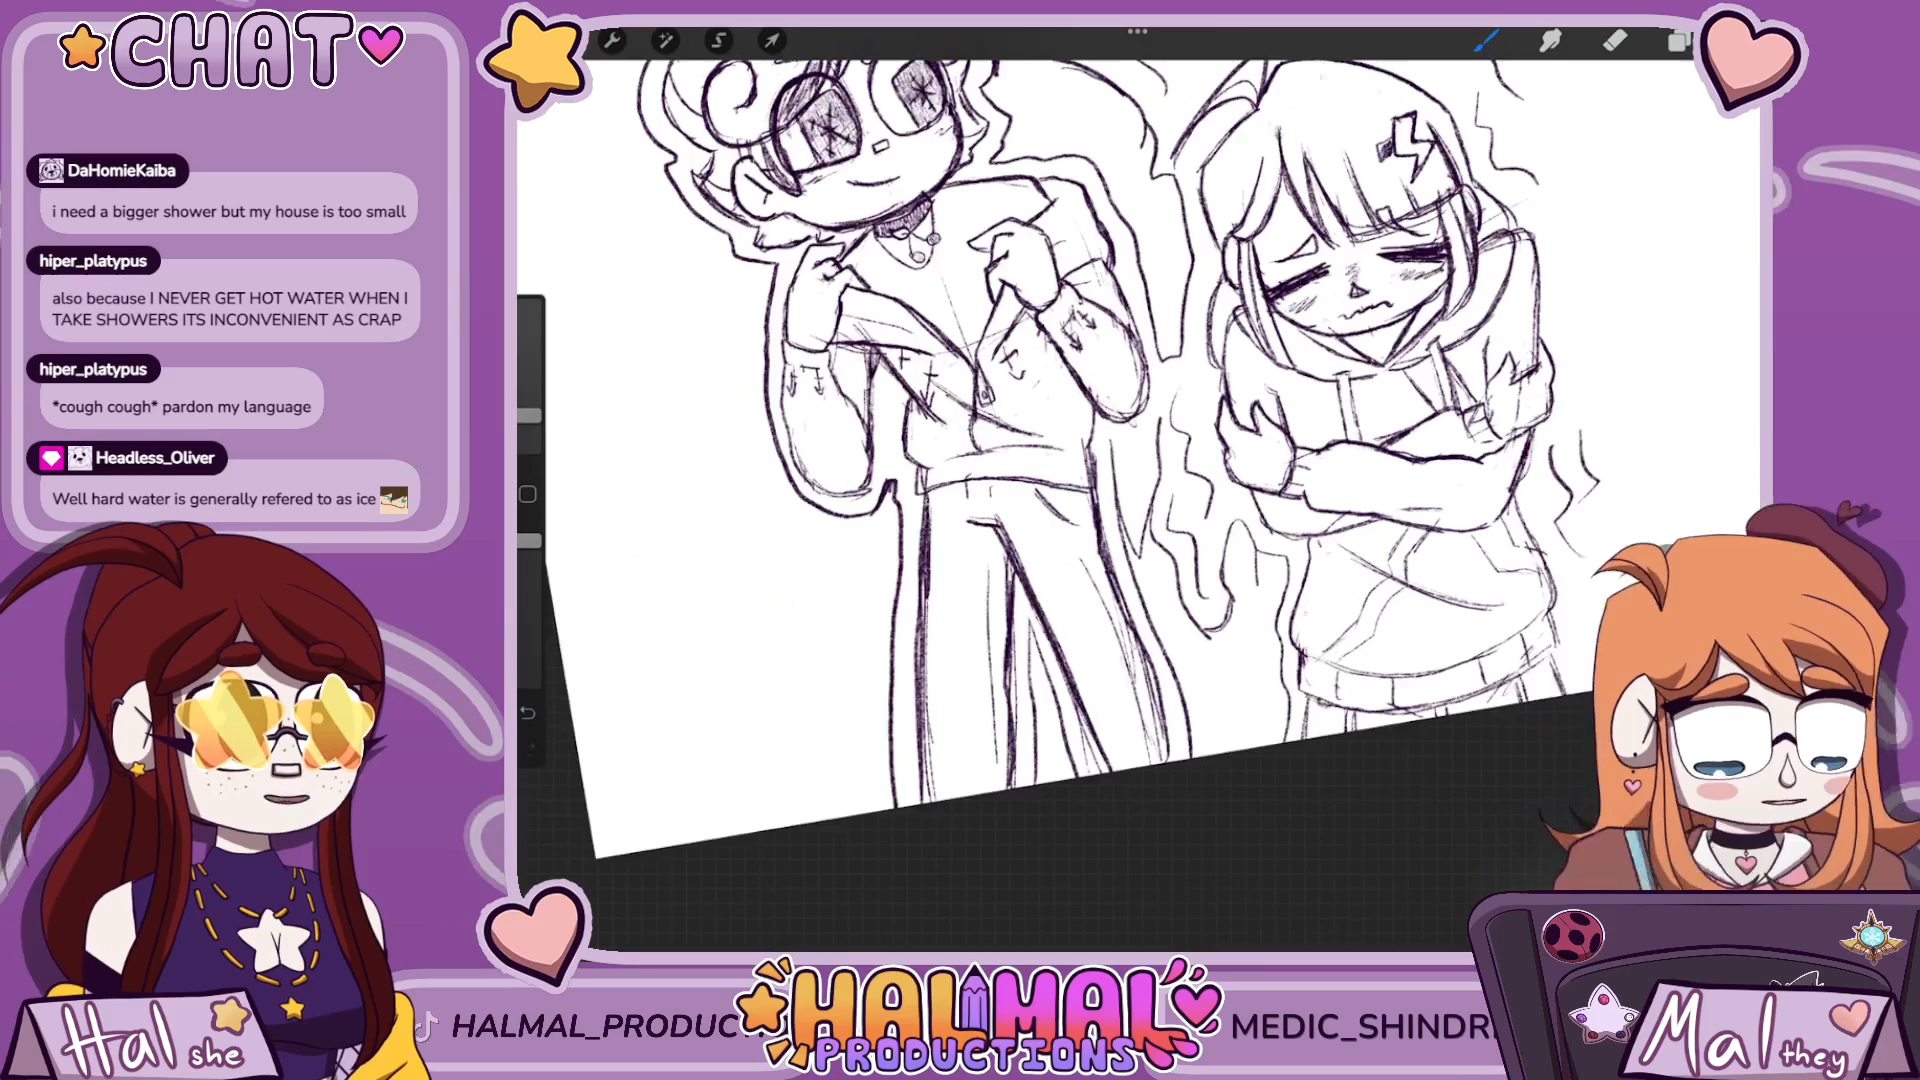 CHAT
DaHomieKaiba
i need a bigger shower but my house is too small
hiper_platypus
also because I NEVER GET HOT WATER WHEN I
TAKE SHOWERS ITS INCONVENIENT AS CRAP
hiper_platypus
*cough cough* pardon my language
Headless_Oliver
Well hard water is generally refered to as ice
Hal she
HALMAL_PRODUC
HALMAL
PRODUCTIONS
MEDIC_SHINDR
Mal they